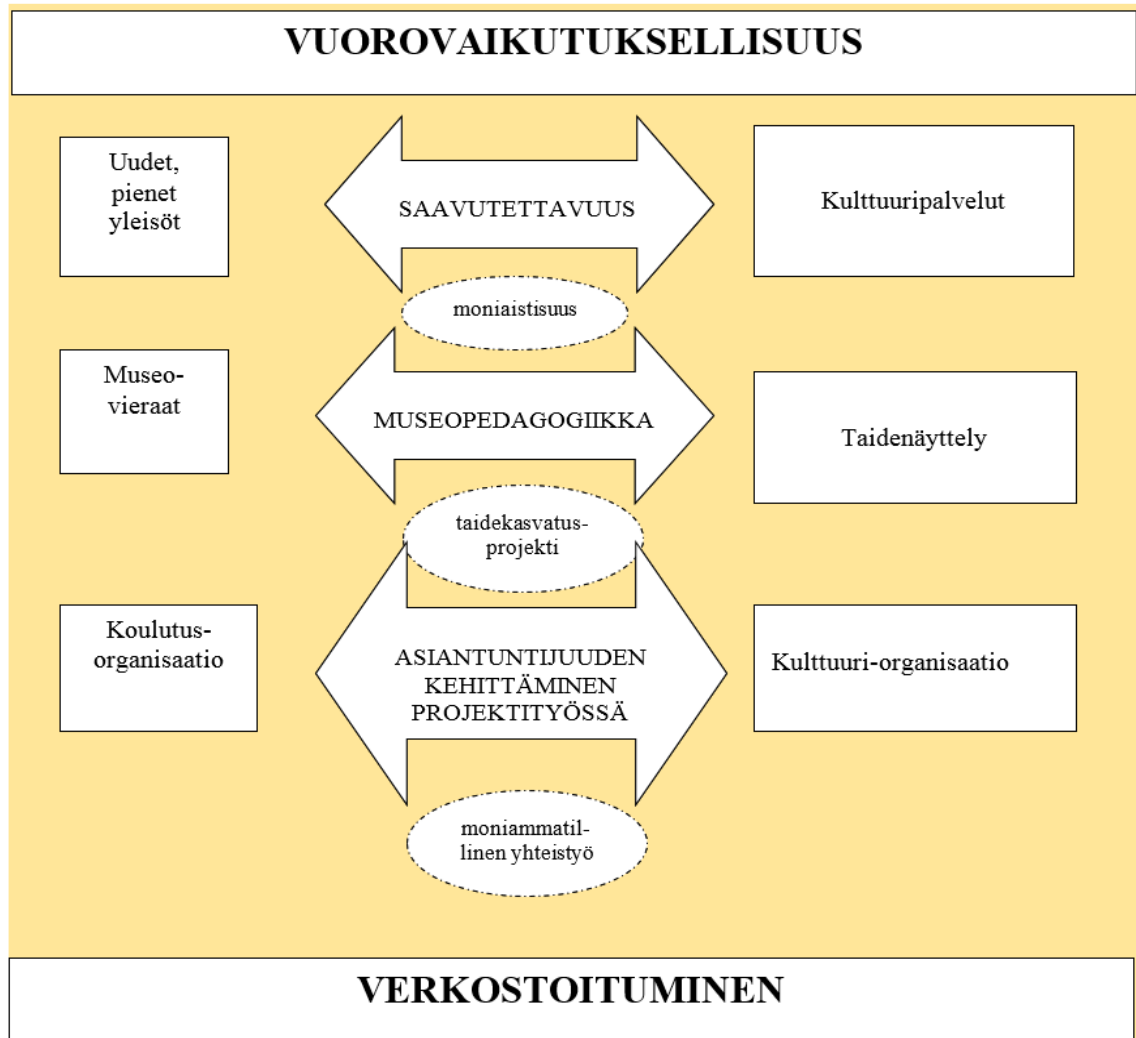 VUOROVAIKUTUKSELLISUUS
Uudet,
pienet
yleisöt
SAAVUTETTAVUUS
Kulttuuripalvelut
moniaistisuus
Museo-
vieraat
MUSEOPEDAGOGIIKKA
Taidenäyttely
taidekasvatus-
projekti
Koulutus-
organisaatio
ASIANTUNTIJUUDEN
KEHITTÄMINEN
PROJEKTITYÖSSÄ
Kulttuuri-organisaatio
moniammatil-
linen yhteistyö
VERKOSTOITUMINEN